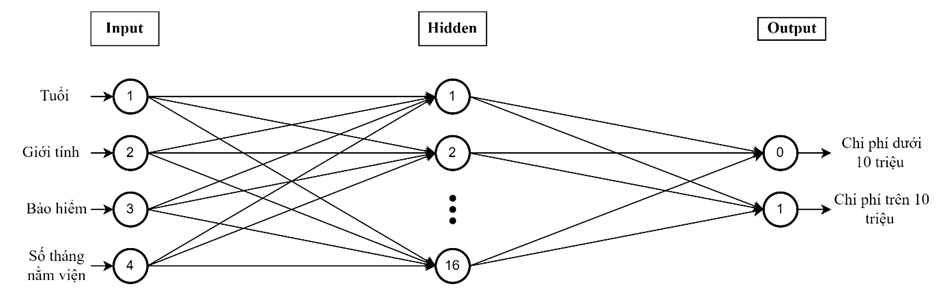 Input
Hidden
Output
Tuổi
1
1
Giới tính
2
2
0
Chi phí dưới
10 triệu
Bảo hiểm
3
1
Chi phí trên 10
triệu
Số tháng
nằm viện
4
16